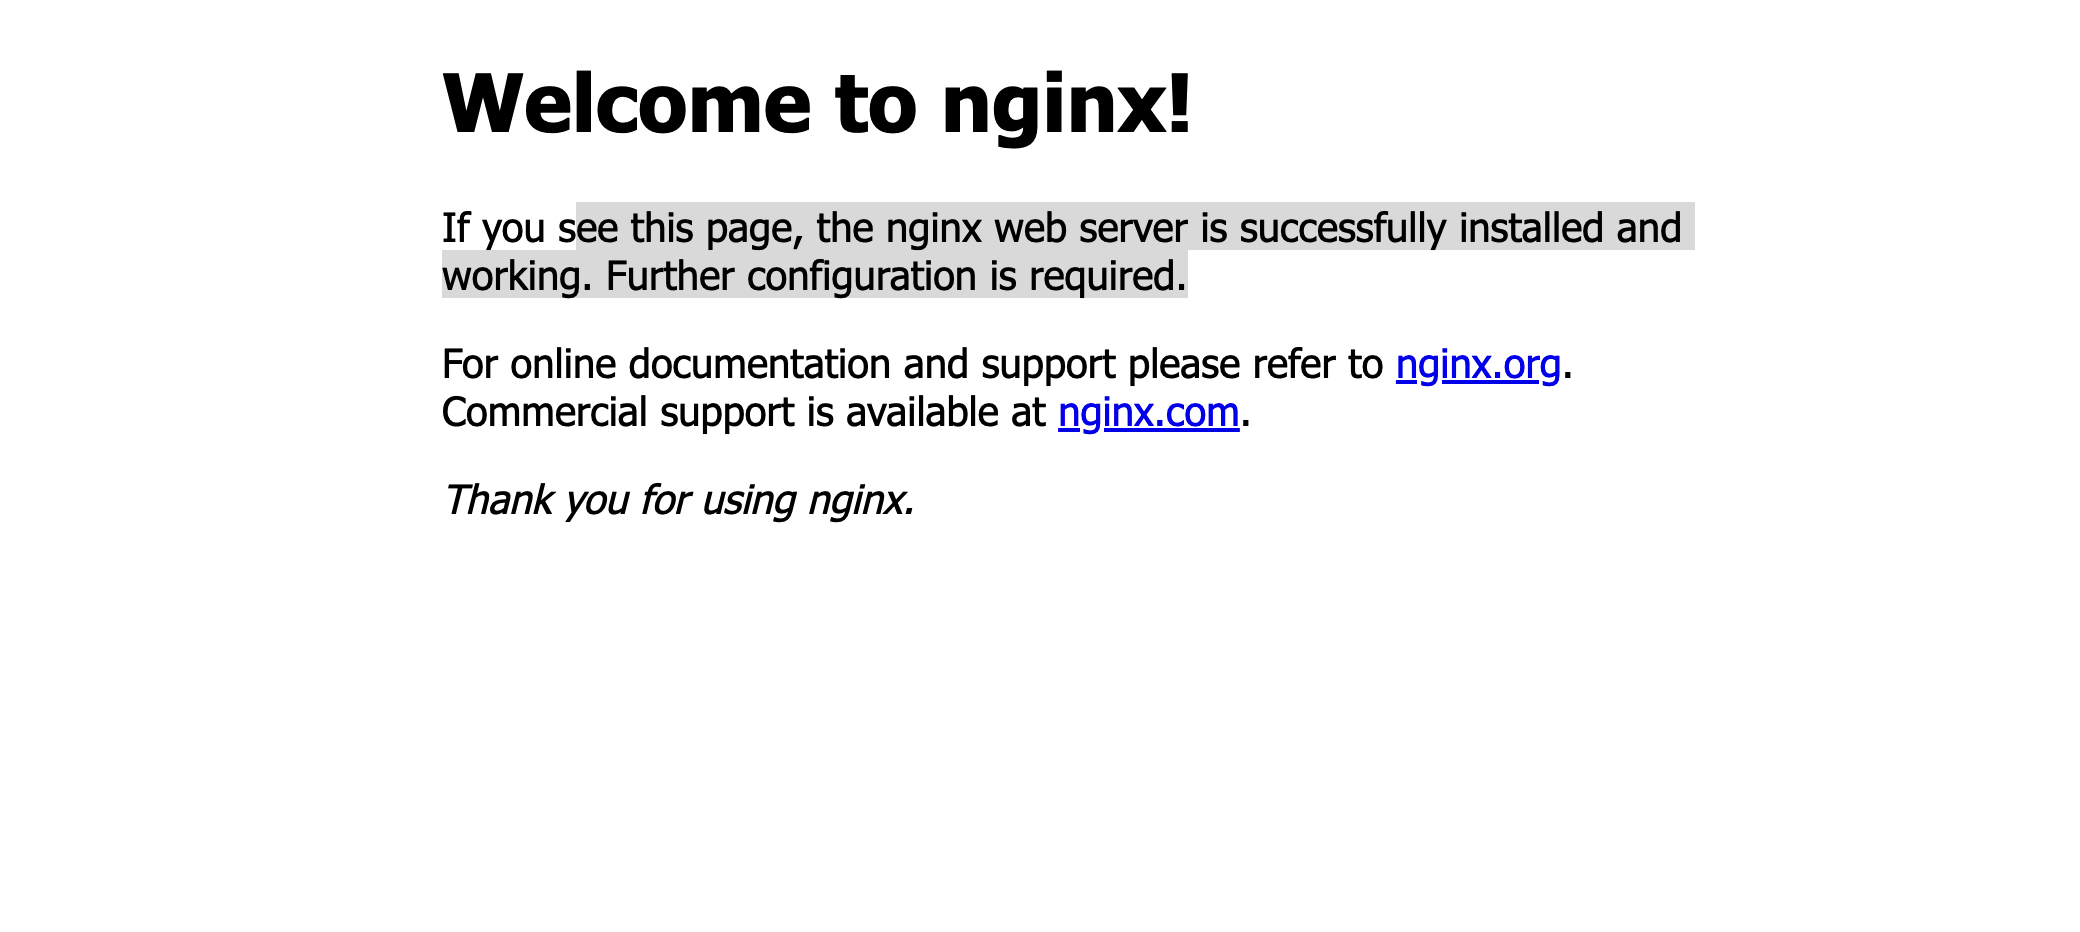 Welcome to nginx!
If you see this page, the nginx web server is successfully installed and
working. Further configuration is required.
For online documentation and support please refer to nginx.org.
Commercial support is available at nginx.com.
Thank you for using nginx.